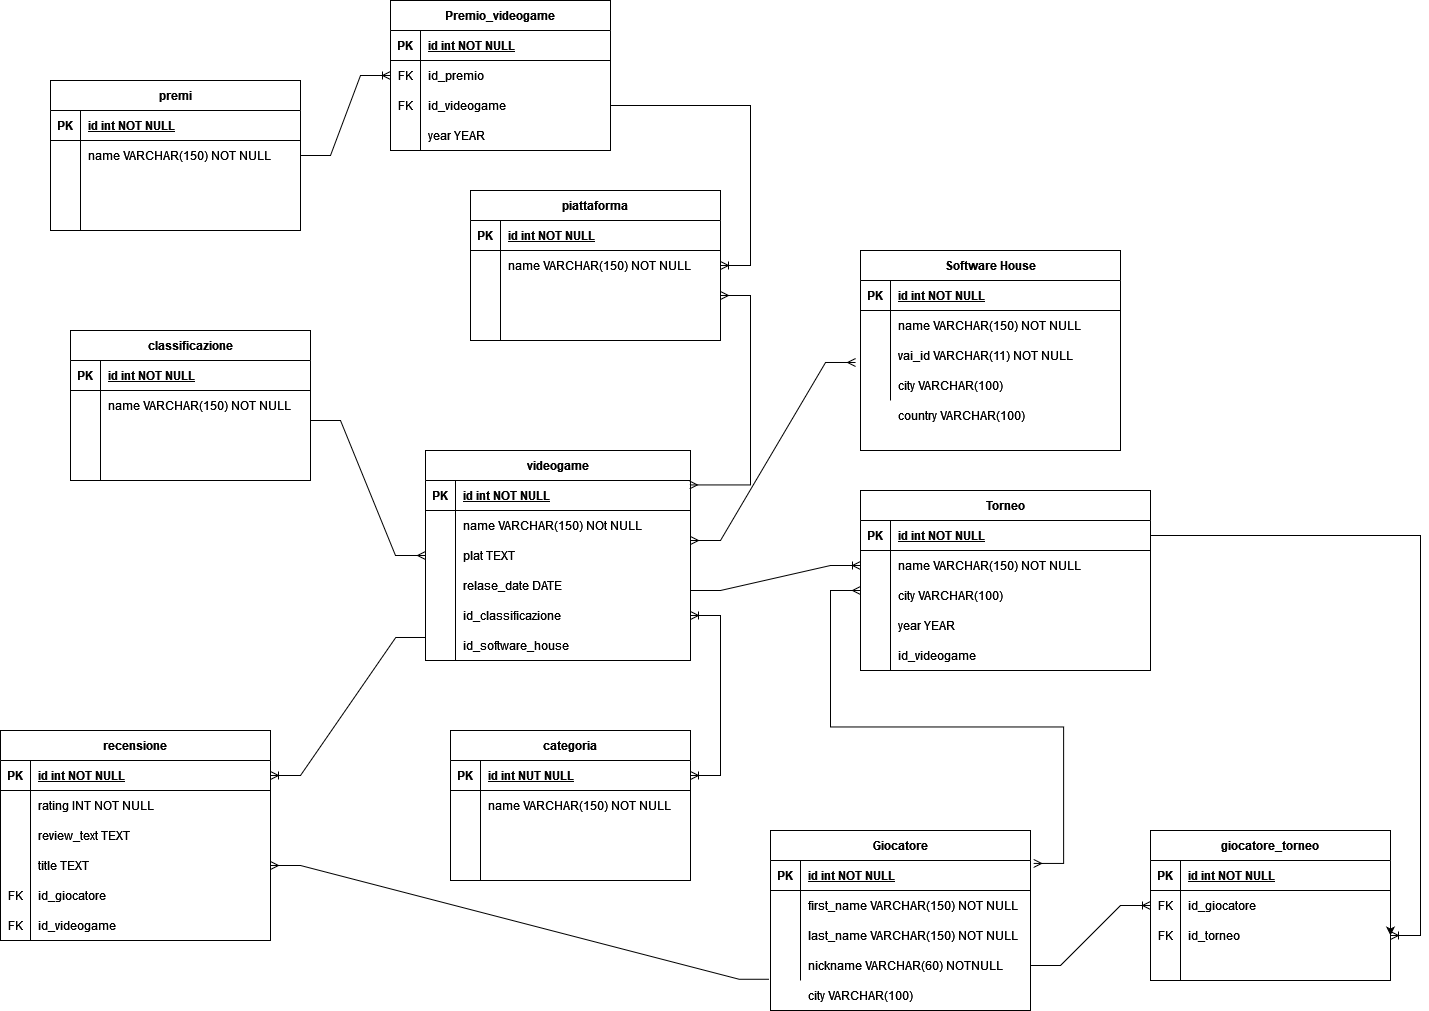 Premio_videogame
PK id int NOT NULL
FK id_premio
FK id_videogame
year YEAR
premi
PK id int NOT NULL
name VARCHAR(150) NOT NULL
piattaforma
PK id int NOT NULL
name VARCHAR(150) NOT NULL
Software House
PK id int NOT NULL
name VARCHAR(150) NOT NULL
vai_id VARCHAR(11) NOT NULL
city VARCHAR(100)
country VARCHAR(100)
classificazione
PK id int NOT NULL
name VARCHAR(150) NOT NULL
videogame
PK id int NOT NULL
name VARCHAR(150) NOt NULL
plat TEXT
relase_date DATE
id_classificazione
id_software_house
Torneo
PK id int NOT NULL
name VARCHAR(150) NOT NULL
city VARCHAR(100)
year YEAR
id_videogame
recensione
PK id int NOT NULL
rating INT NOT NULL
review_text TEXT
title TEXT
FK id_giocatore
FK id_videogame
categoria
PK id int NUT NULL
name VARCHAR(150) NOT NULL
Giocatore
PK id int NOT NULL
first_name VARCHAR(150) NOT NULL
last_name VARCHAR(150) NOT NULL
nickname VARCHAR(60) NOTNULL
city VARCHAR(100)
giocatore_torneo
PK id int NOT NULL
FK id_giocatore
FK id_torneo